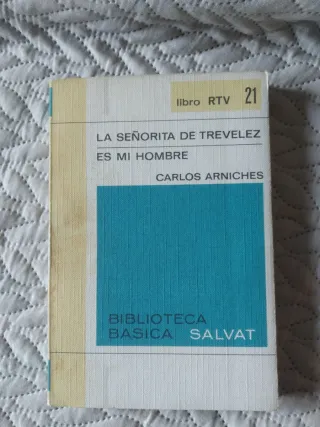 libro RTV 21
LA SEÑORITA DE TREVELEZ
ES MI HOMBRE
CARLOS ARNICHES
BIBLIOTECA
BASICA SALVAT